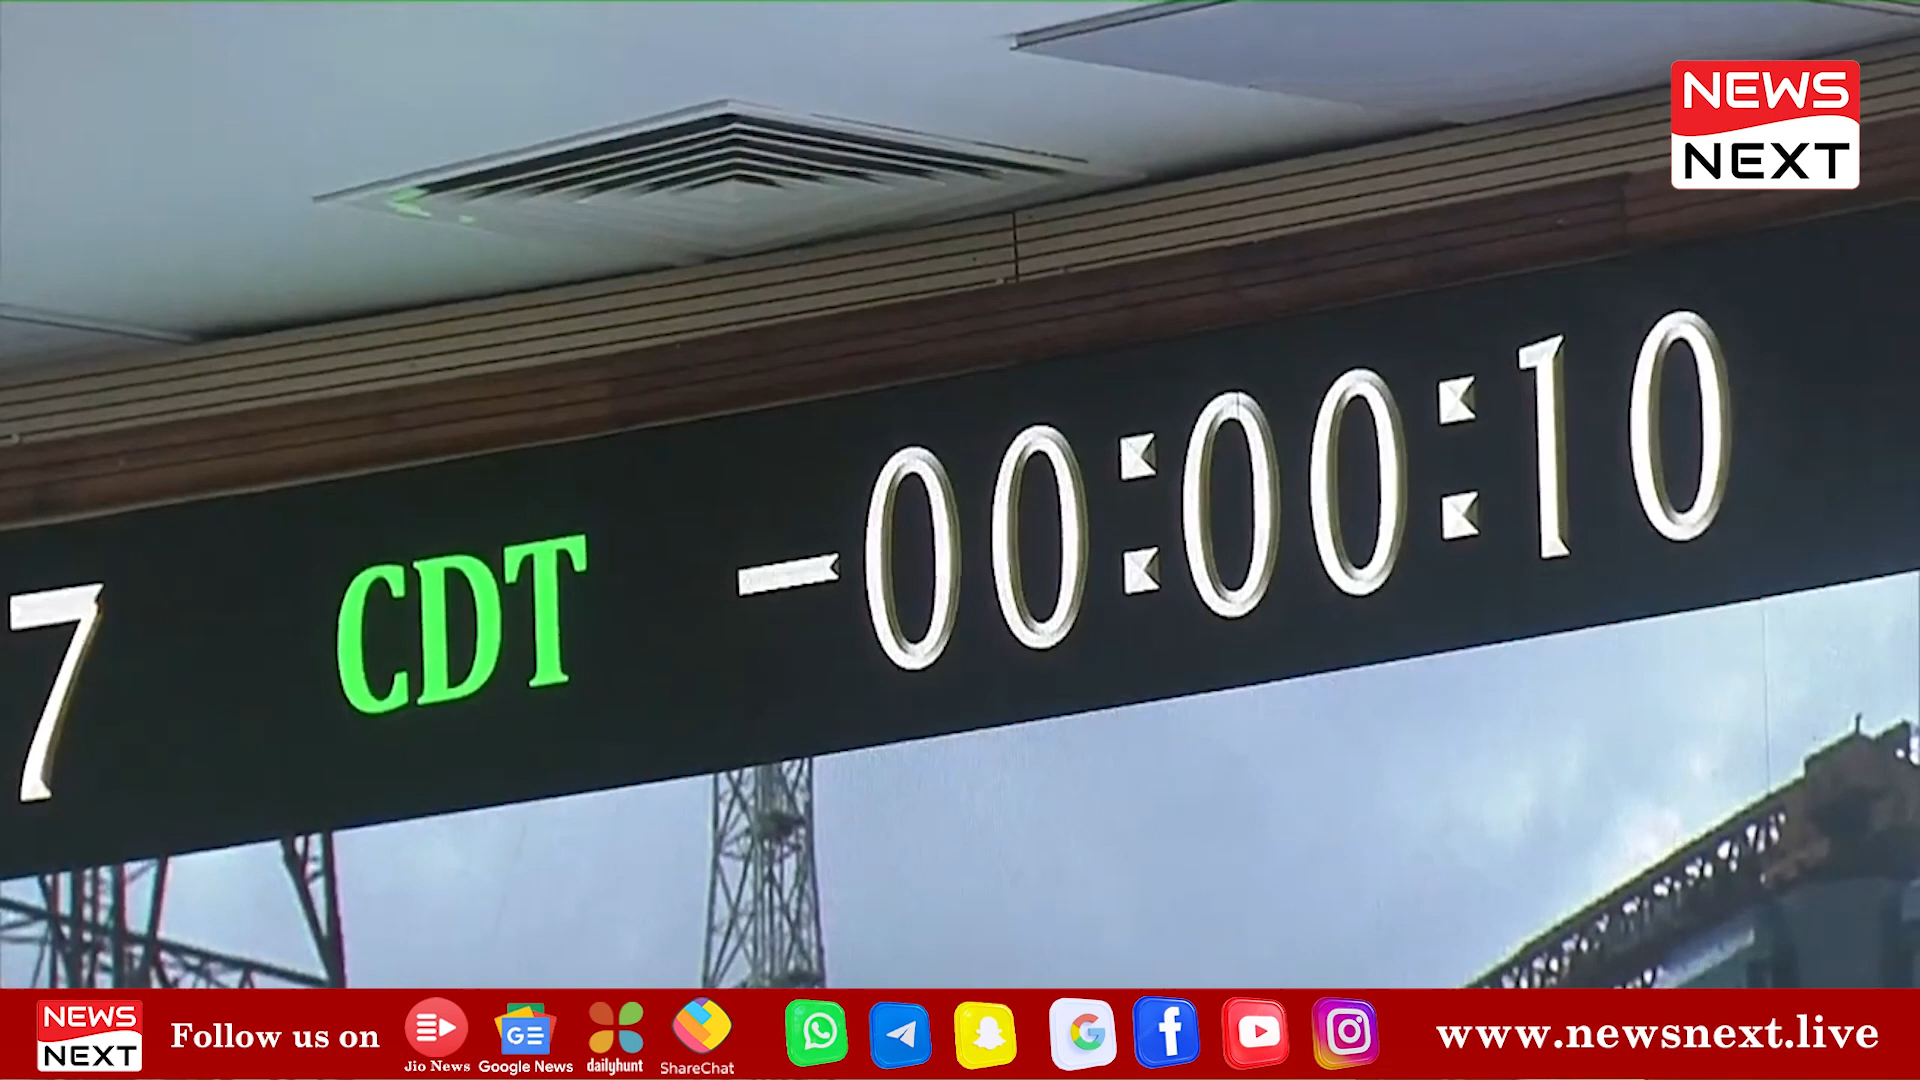 NEWS
NEXT
7 CDT -00:00:10
NEWS
NEXT
Follow us on
Jio News
GE
Google News
dailyhunt
ShareChat
www.newsnext.live